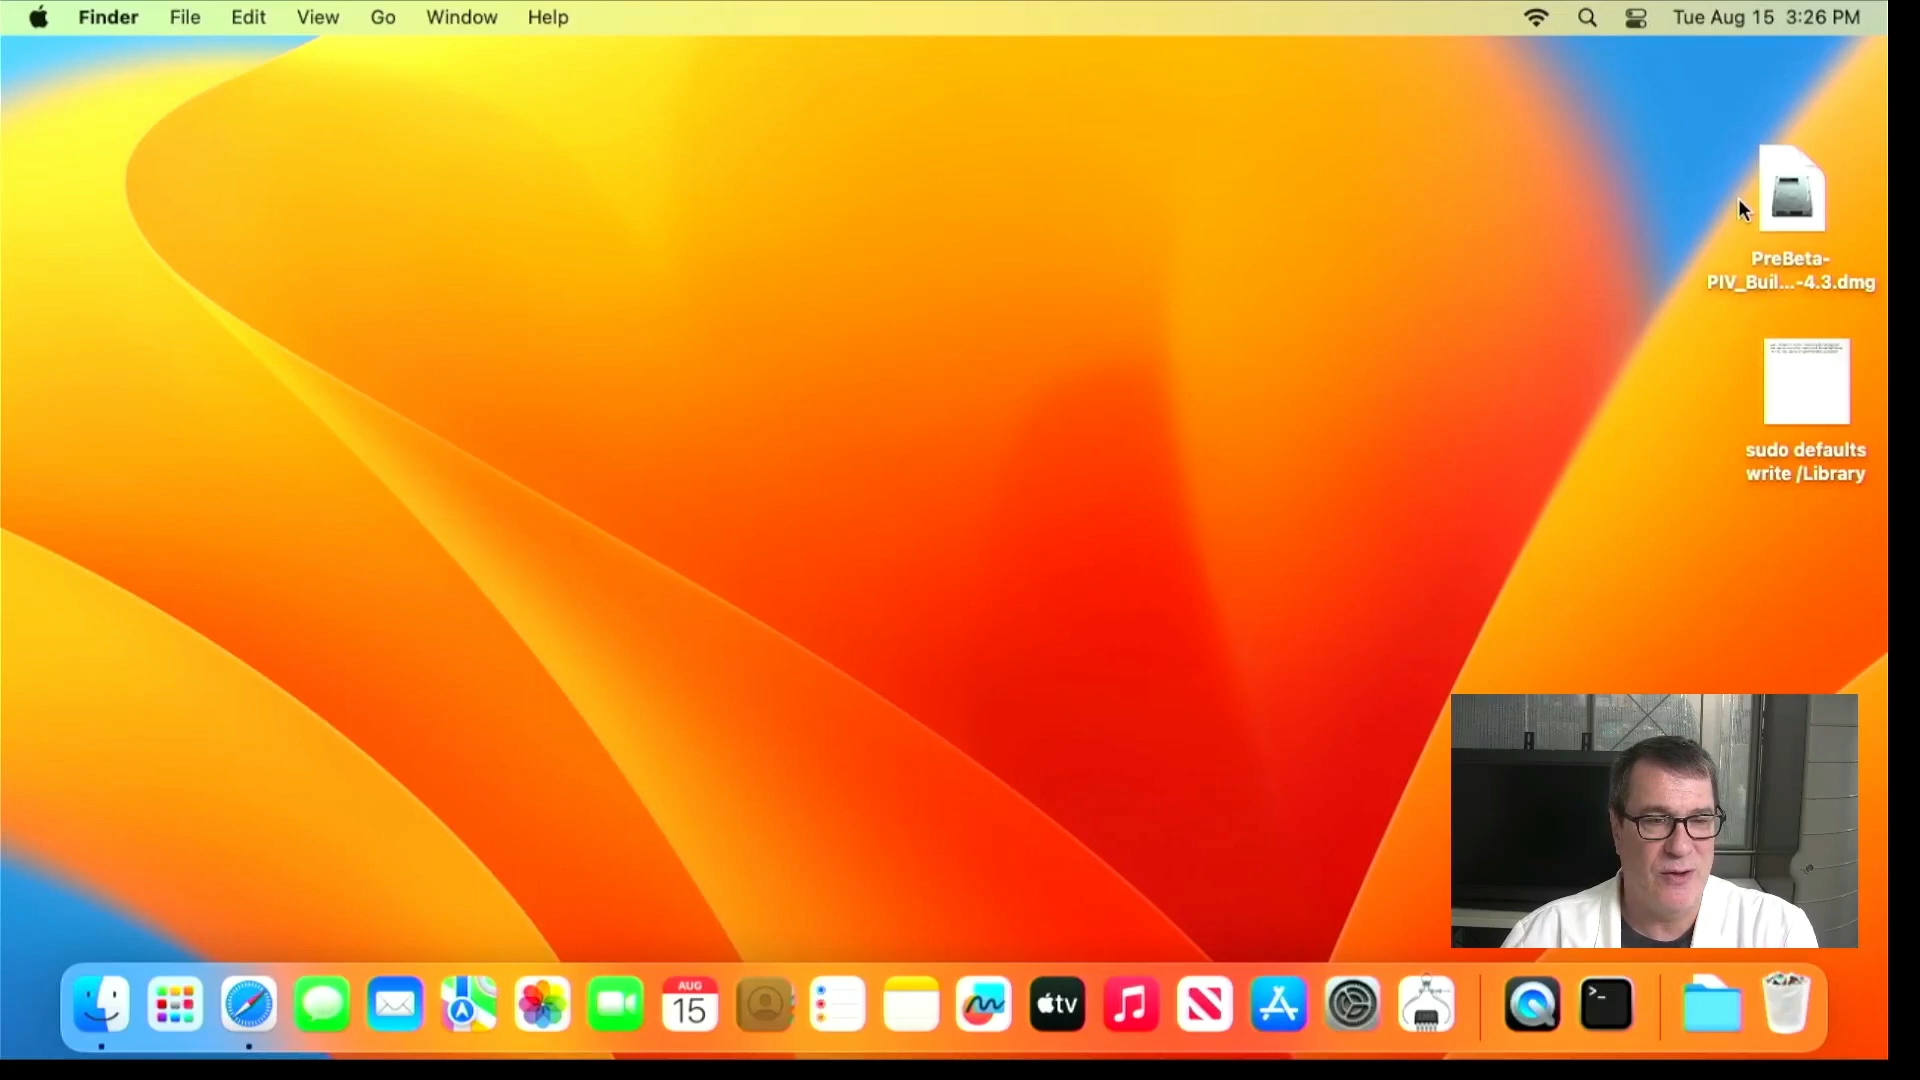 Finder File Edit View Go Window Help Tue Aug 15 3:26 PM
PreBeta-
PIV_Buil...-4.3.dmg
sudo defaults
write /Library
AUG
15
tv
>_